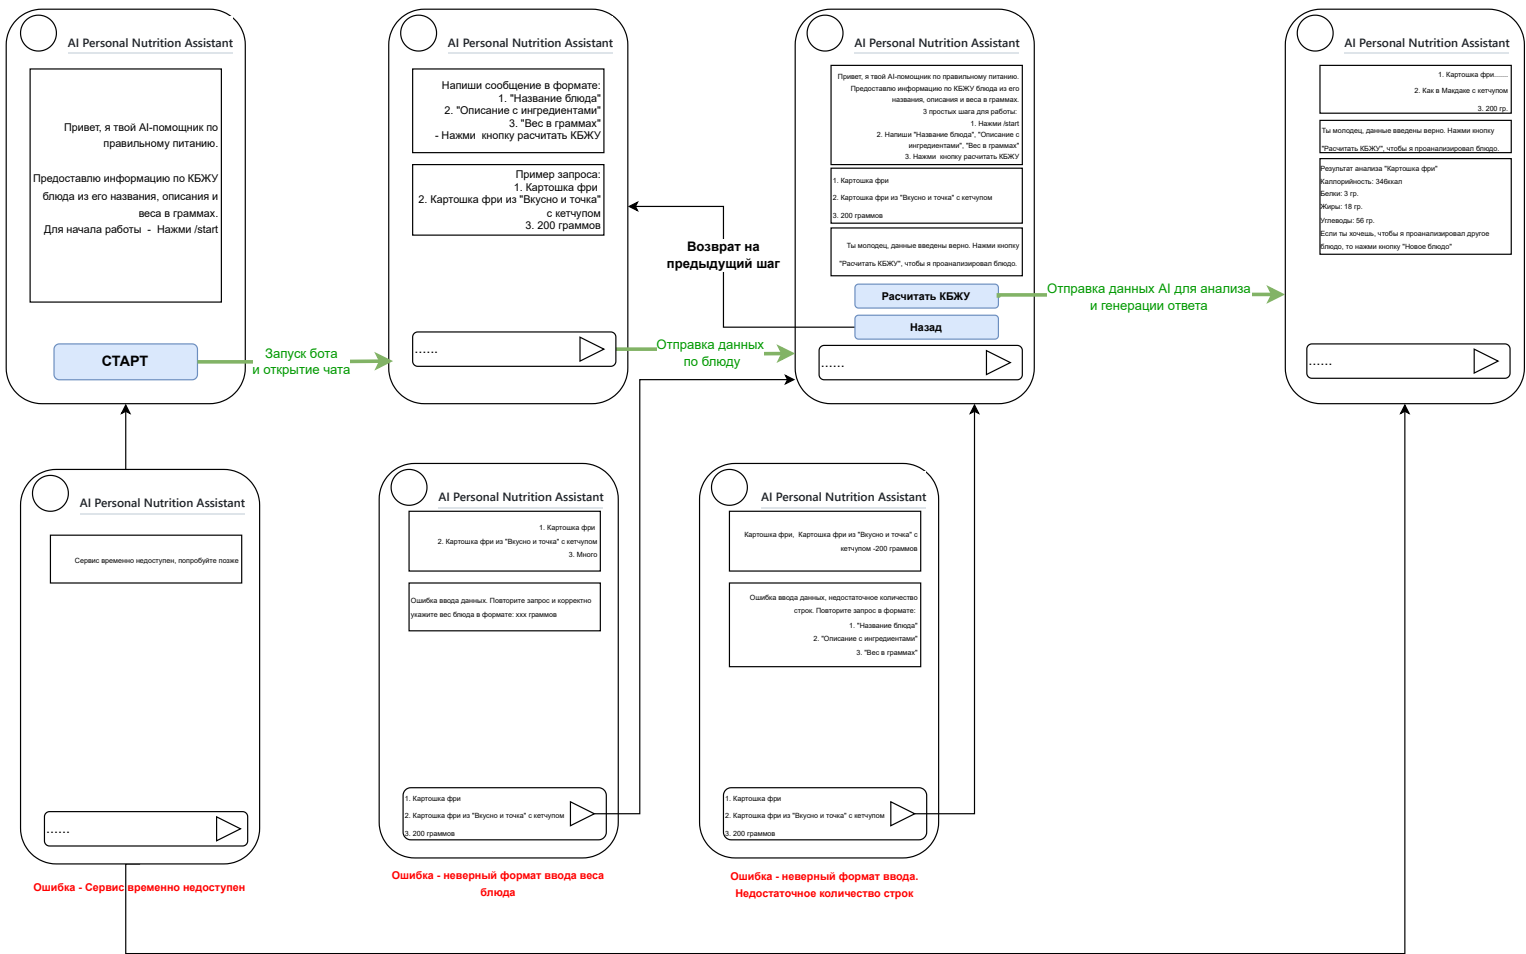 AI Personal Nutrition Assistant
Привет, я твой AI-помощник по
правильному питанию.
Предоставлю информацию по КБЖУ
блюда из его названия, описания и
веса в граммах.
Для начала работы - Нажми /start
СТАРТ
Запуск бота
и открытие чата
AI Personal Nutrition Assistant
Напиши сообщение в формате:
1. "Название блюда"
2. "Описание с ингредиентами"
3. "Вес в граммах"
- Нажми кнопку расчитать КБЖУ
Пример запроса:
1. Картошка фри
2. Картошка фри из "Вкусно и точка"
с кетчупом
3. 200 граммов
......
Отправка данных
по блюду
Возврат на
предыдущий шаг
AI Personal Nutrition Assistant
Привет, я твой AI-помощник по правильному питанию.
Предоставлю информацию по КБЖУ блюда из его
названия, описания и веса в граммах.
3 простых шага для работы:
1. Нажми /start
2. Напиши "Название блюда", "Описание с
ингредиентами", "Вес в граммах"
3. Нажми кнопку расчитать КБЖУ
1. Картошка фри
2. Картошка фри из "Вкусно и точка" с кетчупом
3. 200 граммов
Ты молодец, данные введены верно. Нажми кнопку
"Расчитать КБЖУ", чтобы я проанализировал блюдо.
Расчитать КБЖУ
Назад
......
Отправка данных AI для анализа
и генерации ответа
AI Personal Nutrition Assistant
1. Картошка фри......
2. Как в Макдаке с кетчупом
3. 200 гр.
Ты молодец, данные введены верно. Нажми кнопку
"Расчитать КБЖУ", чтобы я проанализировал блюдо.
Результат анализа "Картошка фри"
Каллорийность: 346ккал
Белки: 3 гр.
Жиры: 18 гр.
Углеводы: 56 гр.
Если ты хочешь, чтобы я проанализировал другое
блюдо, то нажми кнопку "Новое блюдо"
......
AI Personal Nutrition Assistant
Сервис временно недоступен, попробуйте позже
......
Ошибка - Сервис временно недоступен
AI Personal Nutrition Assistant
1. Картошка фри
2. Картошка фри из "Вкусно и точка" с кетчупом
3. Много
Ошибка ввода данных. Повторите запрос и корректно
укажите вес блюда в формате: xxx граммов
1. Картошка фри
2. Картошка фри из "Вкусно и точка" с кетчупом
3. 200 граммов
Ошибка - неверный формат ввода веса
блюда
AI Personal Nutrition Assistant
Картошка фри, Картошка фри из "Вкусно и точка" с
кетчупом -200 граммов
Ошибка ввода данных, недостаточное количество
строк. Повторите запрос в формате:
1. "Название блюда"
2. "Описание с ингредиентами"
3. "Вес в граммах"
1. Картошка фри
2. Картошка фри из "Вкусно и точка" с кетчупом
3. 200 граммов
Ошибка - неверный формат ввода.
Недостаточное количество строк